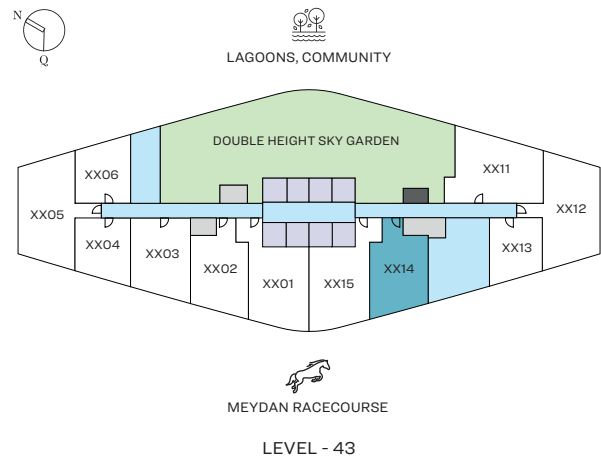 N
Q
LAGOONS, COMMUNITY
DOUBLE HEIGHT SKY GARDEN
XX06
XX11
XX05
XX12
XX04
XX03
XX02
XX01
XX15
XX14
XX13
MEYDAN RACECOURSE
LEVEL - 43